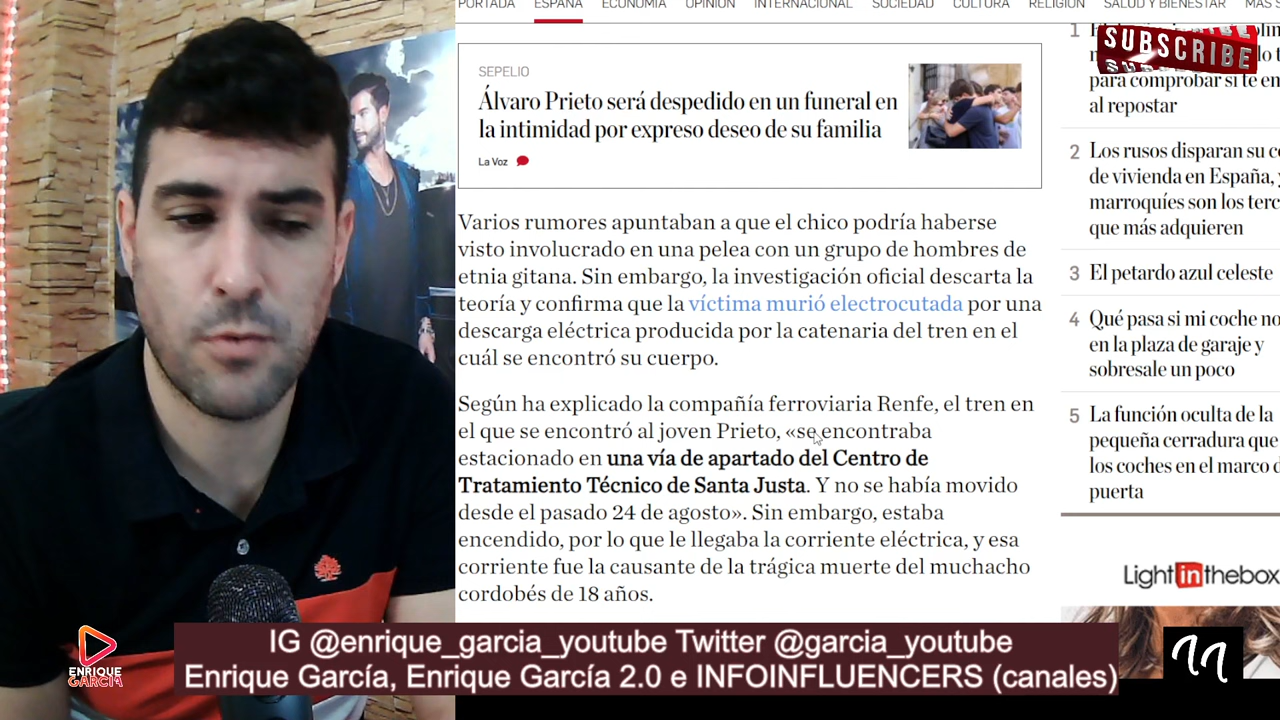 PORTADA ESPAÑA ECONOMÍA OPINIÓN INTERNACIONAL SOCIEDAD CULTURA RELIGIÓN SALUD Y BIENESTAR MÁS
SEPELIO
Álvaro Prieto será despedido en un funeral en
la intimidad por expreso deseo de su familia
La Voz
Varios rumores apuntaban a que el chico podría haberse
visto involucrado en una pelea con un grupo de hombres de
etnia gitana. Sin embargo, la investigación oficial descarta la
teoría y confirma que la víctima murió electrocutada por una
descarga eléctrica producida por la catenaria del tren en el
cuál se encontró su cuerpo.
Según ha explicado la compañía ferroviaria Renfe, el tren en
el que se encontró al joven Prieto, «se encontraba
estacionado en una vía de apartado del Centro de
Tratamiento Técnico de Santa Justa. Y no se había movido
desde el pasado 24 de agosto». Sin embargo, estaba
encendido, por lo que le llegaba la corriente eléctrica, y esa
corriente fue la causante de la trágica muerte del muchacho
cordobés de 18 años.
SUBSCRIBE
1
para comprobar si te en
al repostar
2 Los rusos disparan su co
de vivienda en España, y
marroquíes son los terc
que más adquieren
3 El petardo azul celeste
4 Qué pasa si mi coche no
en la plaza de garaje y
sobresale un poco
5 La función oculta de la
pequeña cerradura que
los coches en el marco d
puerta
Lightinthebox
IG @enrique_garcia_youtube Twitter @garcia_youtube
Enrique García, Enrique García 2.0 e INFOINFLUENCERS (canales)
ENRIQUE
GARCÍA